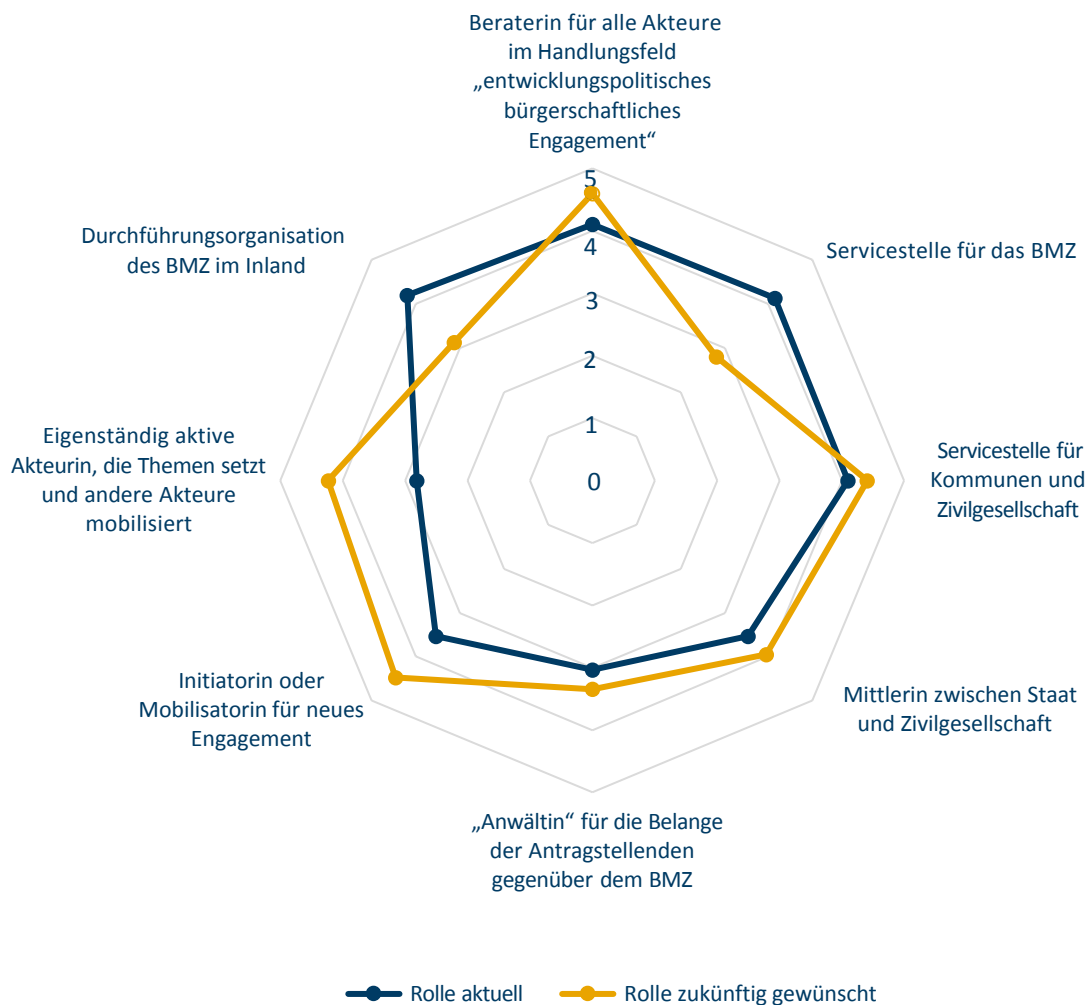 Beraterin für alle Akteure
im Handlungsfeld
„entwicklungspolitisches
bürgerschaftliches
Engagement“
Durchführungsorganisation
des BMZ im Inland
Servicestelle für das BMZ
5
4
3
2
1
0
Eigenständig aktive
Akteurin, die Themen setzt
und andere Akteure
mobilisiert
Servicestelle für
Kommunen und
Zivilgesellschaft
Initiatorin oder
Mobilisatorin für neues
Engagement
Mittlerin zwischen Staat
und Zivilgesellschaft
„Anwältin“ für die Belange
der Antragstellenden
gegenüber dem BMZ
Rolle aktuell
Rolle zukünftig gewünscht